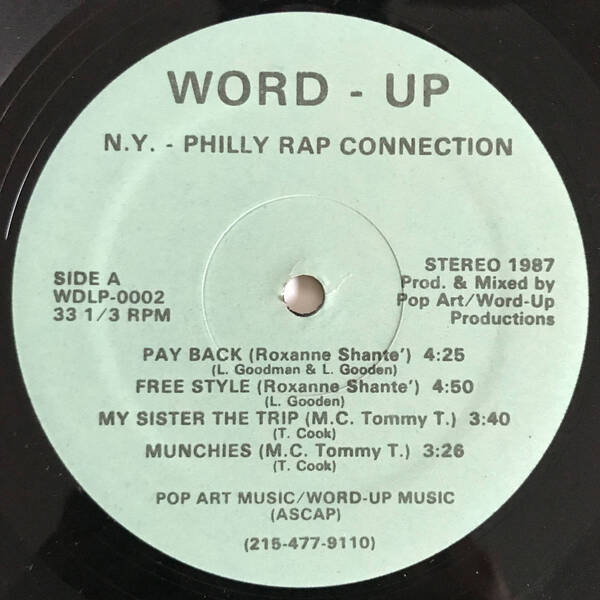 WORD - UP
N.Y. - PHILLY RAP CONNECTION
SIDE A
WDLP-0002
33 1/3 RPM
STEREO 1987
Prod. & Mixed by
Pop Art/Word-Up
Productions
PAY BACK (Roxanne Shante') 4:25
(L. Goodman & L. Gooden)
FREE STYLE (Roxanne Shante') 4:50
(L. Gooden)
MY SISTER THE TRIP (M.C. Tommy T.) 3:40
(T. Cook)
MUNCHIES (M.C. Tommy T.) 3:26
(T. Cook)
POP ART MUSIC/WORD-UP MUSIC
(ASCAP)
(215-477-9110)